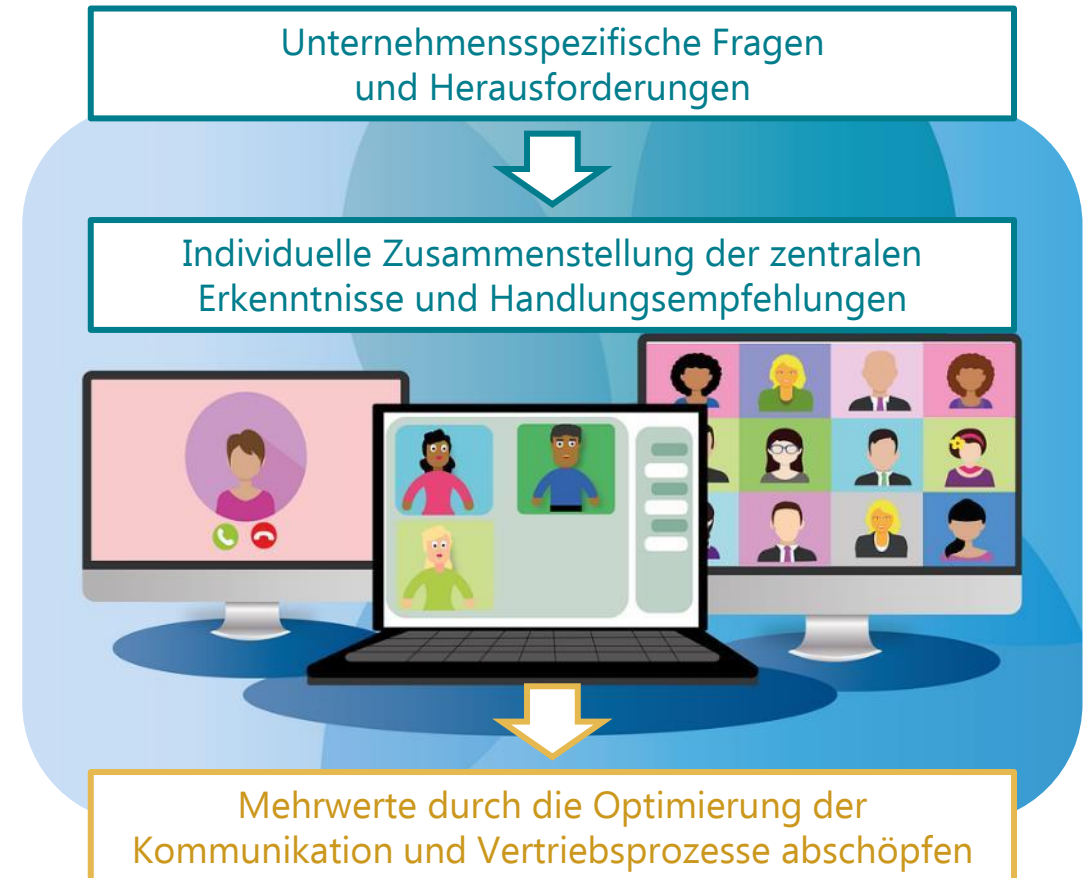 Unternehmensspezifische Fragen
und Herausforderungen
Individuelle Zusammenstellung der zentralen
Erkenntnisse und Handlungsempfehlungen
Mehrwerte durch die Optimierung der
Kommunikation und Vertriebsprozesse abschöpfen